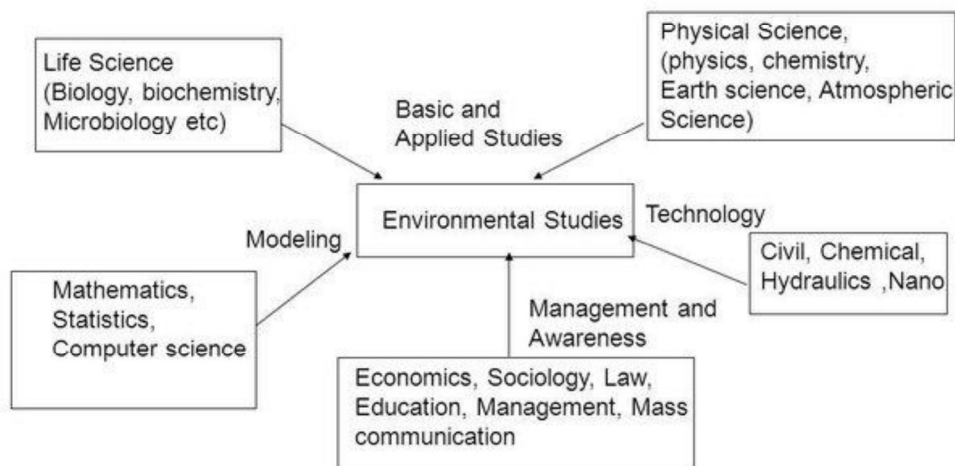 Life Science
(Biology, biochemistry,
Microbiology etc)
Physical Science,
(physics, chemistry,
Earth science, Atmospheric
Science)
Basic and
Applied Studies
Environmental Studies
Technology
Modeling
Civil, Chemical,
Hydraulics ,Nano
Mathematics,
Statistics,
Computer science
Management and
Awareness
Economics, Sociology, Law,
Education, Management, Mass
communication